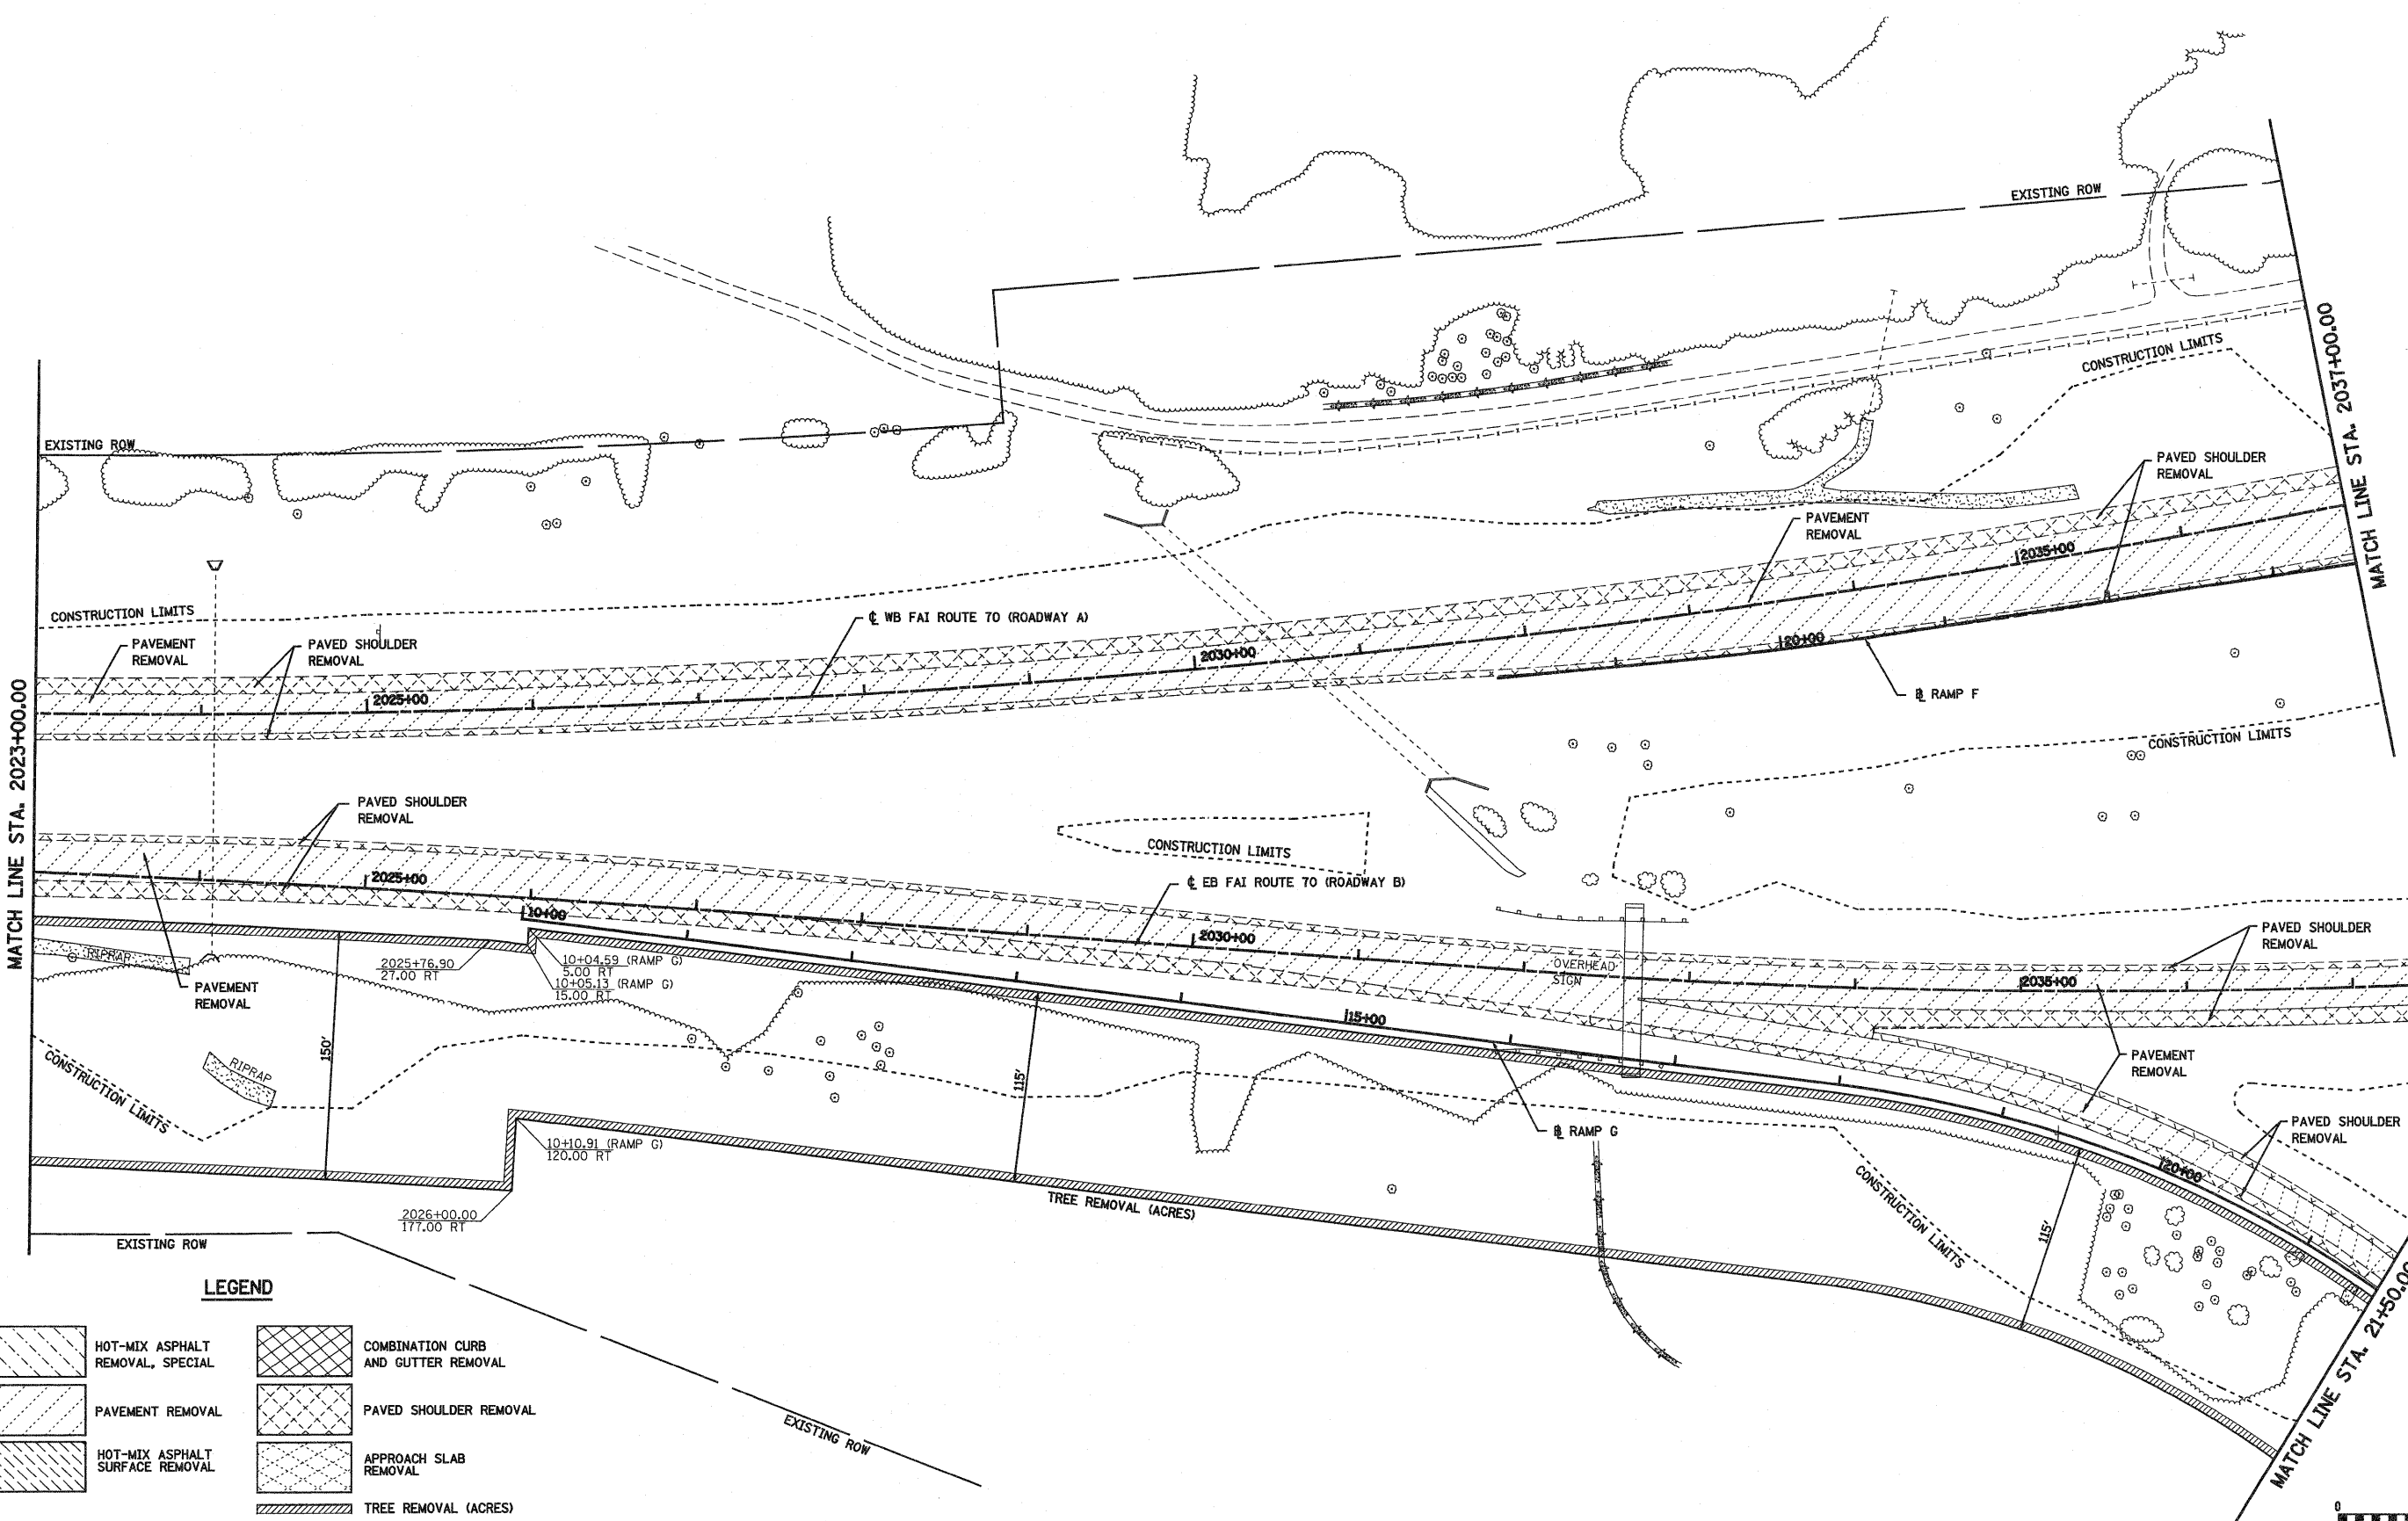 EXISTING ROW
EXISTING ROW
CONSTRUCTION LIMITS
MATCH LINE STA. 2037+00.00
PAVED SHOULDER
REMOVAL
PAVEMENT
REMOVAL
2035+00
CONSTRUCTION LIMITS
PAVEMENT
REMOVAL
PAVED SHOULDER
REMOVAL
℄ WB FAI ROUTE 70 (ROADWAY A)
2030+00
20+00
2025+00
RAMP F
MATCH LINE STA. 2023+00.00
CONSTRUCTION LIMITS
PAVED SHOULDER
REMOVAL
CONSTRUCTION LIMITS
2025+00
℄ EB FAI ROUTE 70 (ROADWAY B)
10+00
2030+00
PAVED SHOULDER
REMOVAL
RIPRAP
2025+76.90
27.00 RT
10+04.59 (RAMP G)
5.00 RT
10+05.13 (RAMP G)
15.00 RT
OVERHEAD
SIGN
2035+00
PAVEMENT
REMOVAL
15+00
150'
115'
PAVEMENT
REMOVAL
CONSTRUCTION LIMITS
RIPRAP
RAMP G
PAVED SHOULDER
REMOVAL
10+10.91 (RAMP G)
120.00 RT
20+00
CONSTRUCTION LIMITS
115'
TREE REMOVAL (ACRES)
2026+00.00
177.00 RT
EXISTING ROW
MATCH LINE STA. 21+50.00
EXISTING ROW
LEGEND
HOT-MIX ASPHALT
REMOVAL, SPECIAL
COMBINATION CURB
AND GUTTER REMOVAL
PAVEMENT REMOVAL
PAVED SHOULDER REMOVAL
HOT-MIX ASPHALT
SURFACE REMOVAL
APPROACH SLAB
REMOVAL
TREE REMOVAL (ACRES)
0